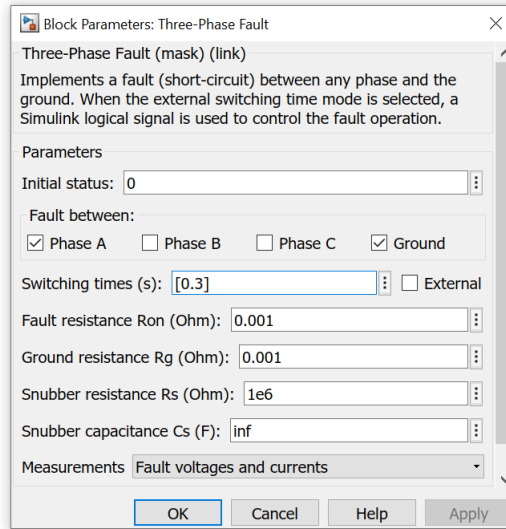 Block Parameters: Three-Phase Fault
Three-Phase Fault (mask) (link)
Implements a fault (short-circuit) between any phase and the
ground. When the external switching time mode is selected, a
Simulink logical signal is used to control the fault operation.
Parameters
Initial status: 0
Fault between:
Phase A Phase B Phase C Ground
Switching times (s): [0.3] External
Fault resistance Ron (Ohm): 0.001
Ground resistance Rg (Ohm): 0.001
Snubber resistance Rs (Ohm): 1e6
Snubber capacitance Cs (F): inf
Measurements Fault voltages and currents
OK Cancel Help Apply